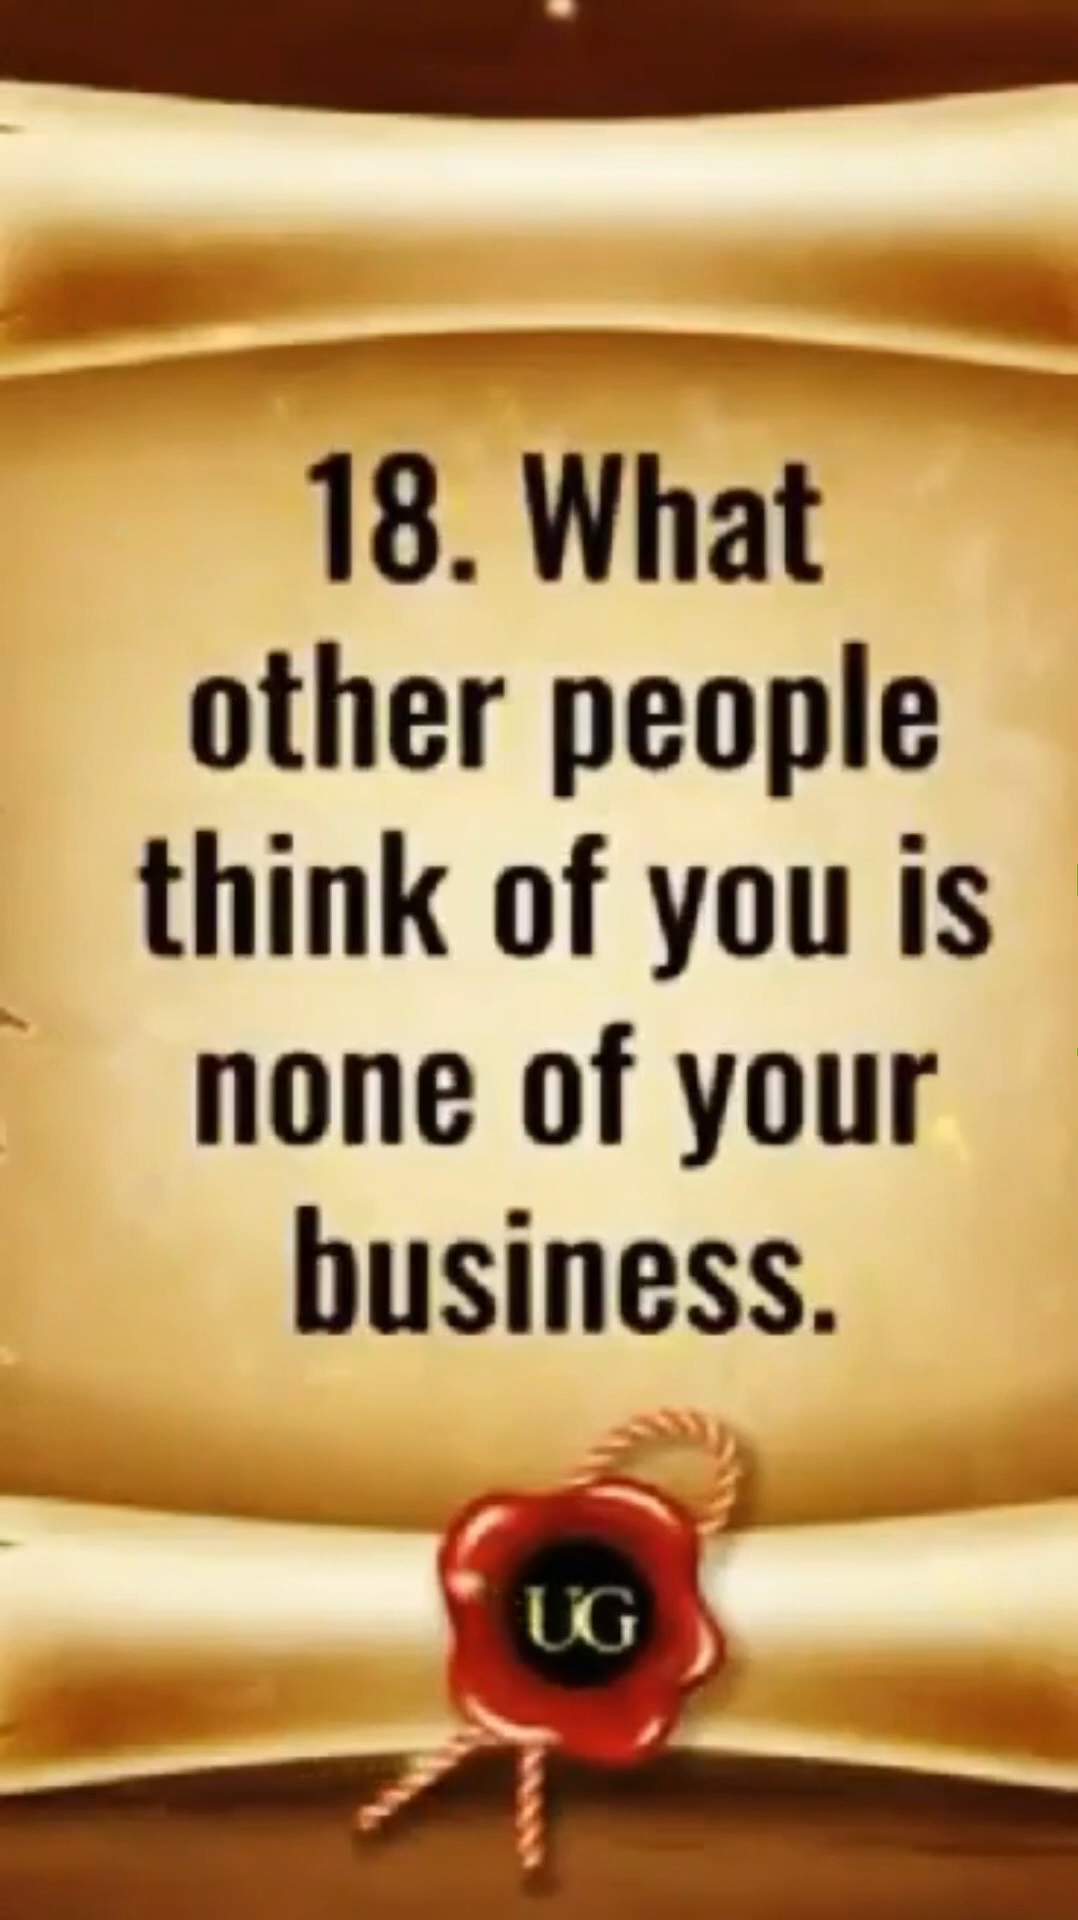 18. What
other people
think of you is
none of your
business.
UG